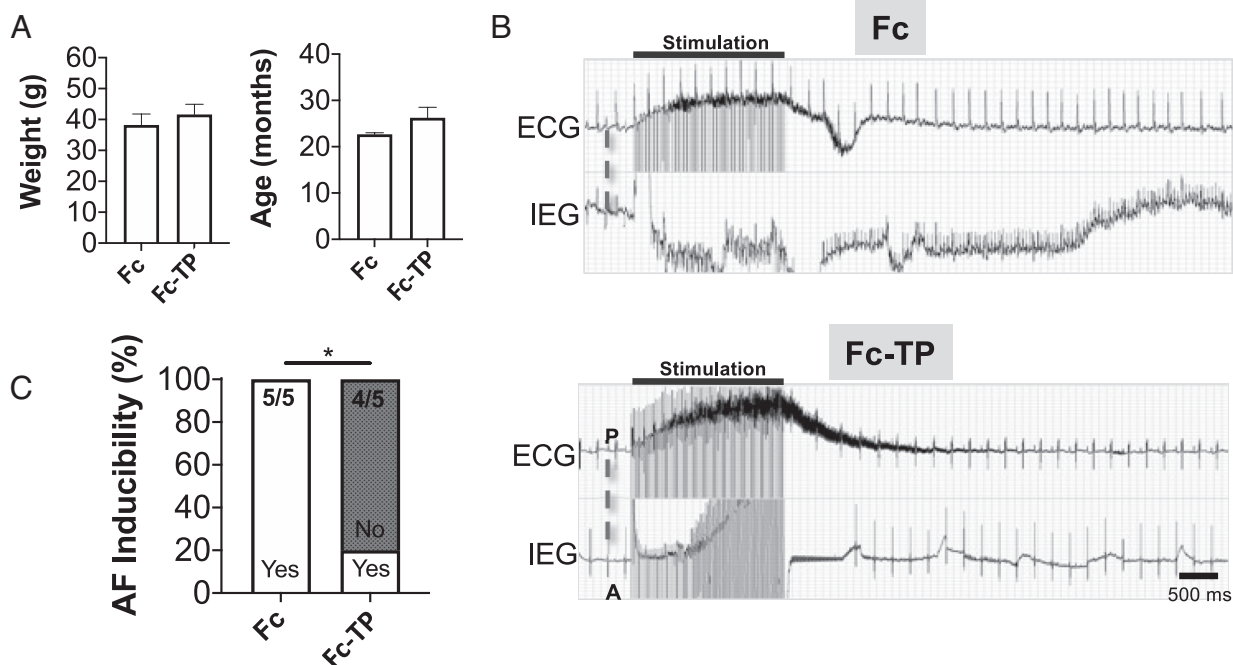 A
Weight (g)
60
50
40
30
20
10
0
Fc
Fc-TP
Age (months)
40
30
20
10
0
Fc
Fc-TP
B
Fc
Stimulation
ECG
IEG
Fc-TP
Stimulation
P
ECG
IEG
A
500 ms
C
AF Inducibility (%)
100
80
60
40
20
0
*
5/5
4/5
No
Yes
Yes
Fc
Fc-TP